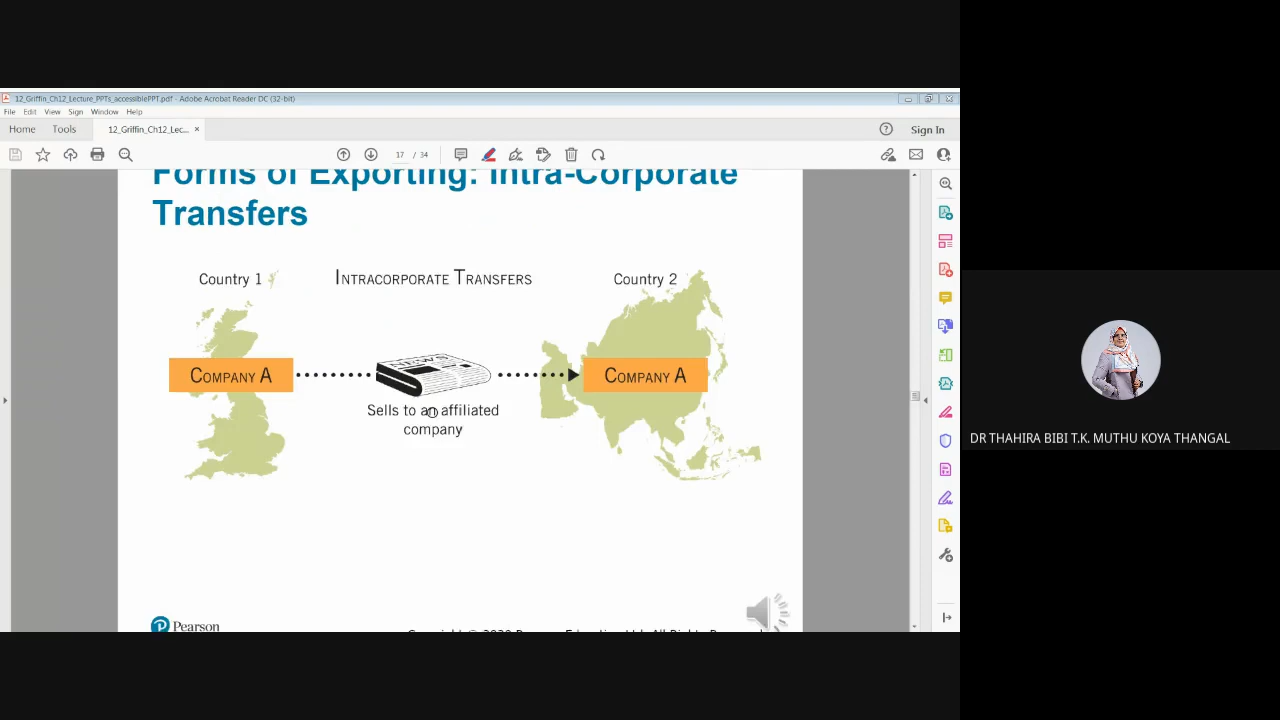 12_Griffin_Ch12_Lecture_PPTs_accessiblePPT.pdf - Adobe Acrobat Reader DC (32-bit)
File Edit View Sign Window Help
Home Tools 12_Griffin_Ch12_Lec... × Sign In
17 / 34
Forms of Exporting: Intra-Corporate
Transfers
Country 1 INTRACORPORATE TRANSFERS Country 2
NEWS
COMPANY A COMPANY A
Sells to an affiliated
company
DR THAHIRA BIBI T.K. MUTHU KOYA THANGAL
Pearson